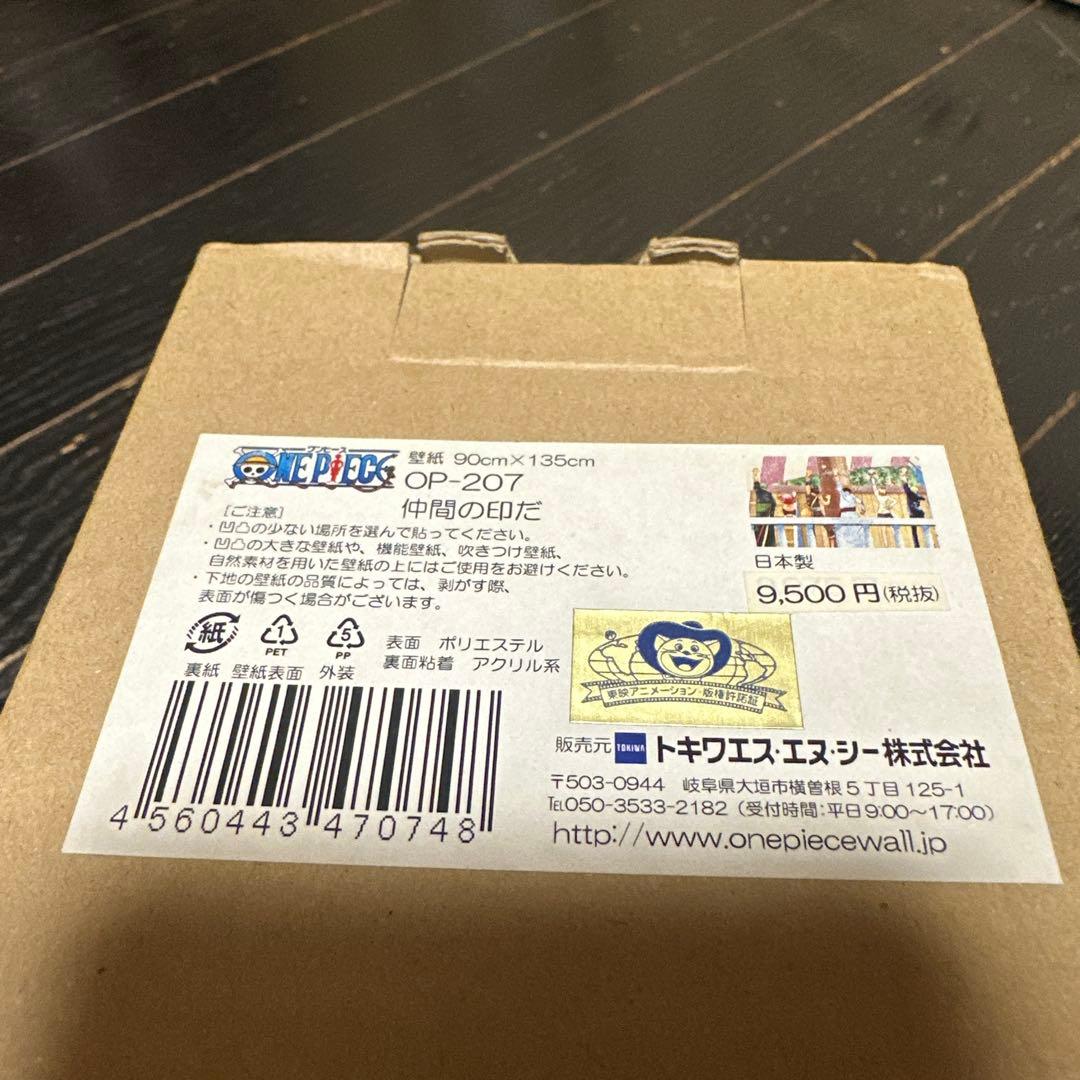 ワンピース
ONE PIECE
壁紙 90cm×135cm
OP-207
仲間の印だ
[ご注意]
・凹凸の少ない場所を選んで貼ってください。
・凹凸の大きな壁紙や、機能壁紙、吹きつけ壁紙、
自然素材を用いた壁紙の上にはご使用をお避けください。
・下地の壁紙の品質によっては、剥がす際、
表面が傷つく場合がございます。
日本製
9,500 円(税抜)
紙
1
PET
5
PP
裏紙 壁紙表面 外装
表面 ポリエステル
裏面粘着 アクリル系
東映アニメーション・版権許諾証
4 560443 470748
販売元 TOKIWA トキワエス・エヌ・シー株式会社
〒503-0944 岐阜県大垣市横曽根5丁目125-1
TEL050-3533-2182(受付時間:平日9:00〜17:00)
http://www.onepiecewall.jp